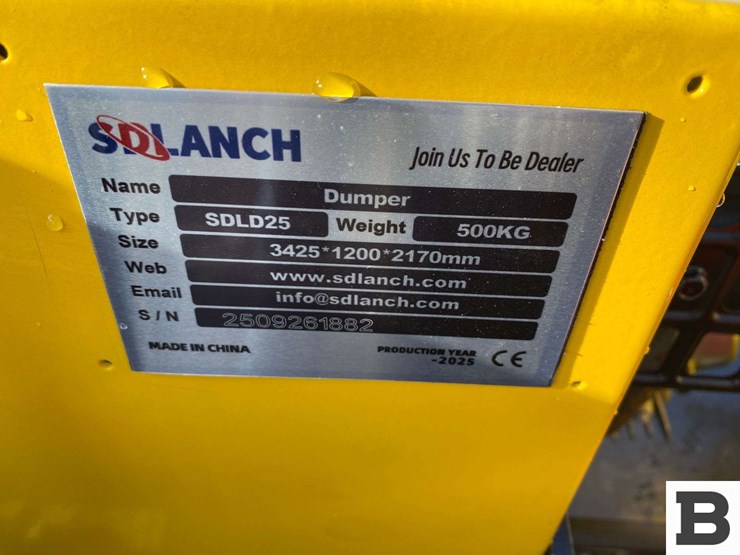 SDLANCH
Join Us To Be Dealer
Name Dumper
Type SDLD25 Weight 500KG
Size 3425*1200*2170mm
Web www.sdlanch.com
Email info@sdlanch.com
S / N 2509261882
MADE IN CHINA
PRODUCTION YEAR
-2025
CE
B